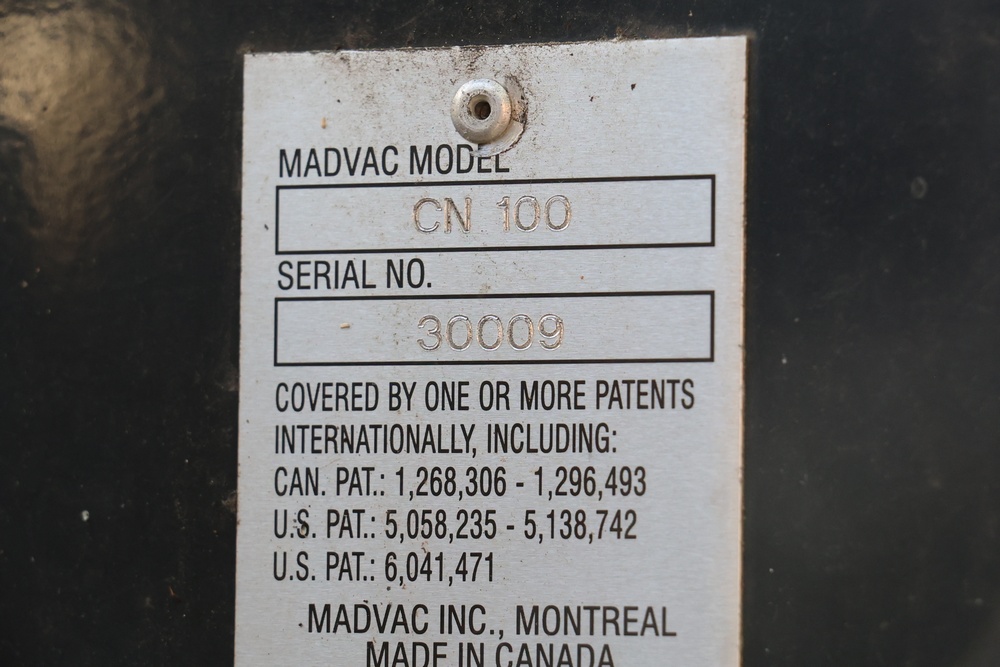 MADVAC MODEL
CN 100
SERIAL NO.
30009
COVERED BY ONE OR MORE PATENTS
INTERNATIONALLY, INCLUDING:
CAN. PAT.: 1,268,306 - 1,296,493
U.S. PAT.: 5,058,235 - 5,138,742
U.S. PAT.: 6,041,471
MADVAC INC., MONTREAL
MADE IN CANADA